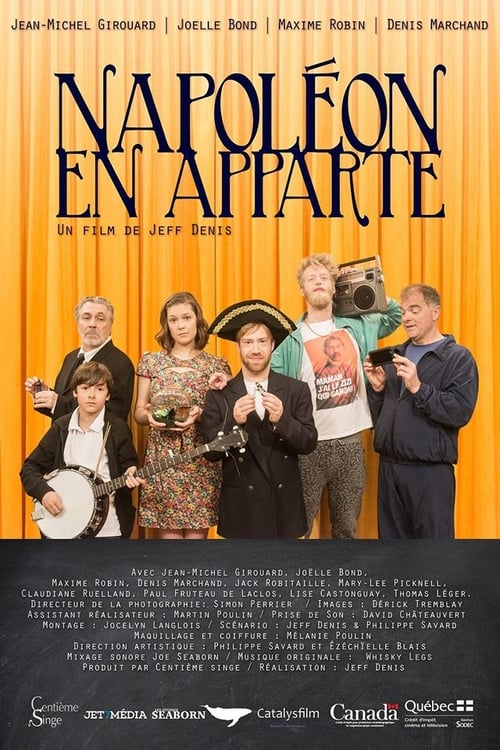 Jean-Michel Girouard | Joelle Bond | Maxime Robin | Denis Marchand
NAPOLÉON
EN APPARTE
Un film de Jeff Denis
MAMAN
J'AI LE ZIZI
QUI GANDOU
Avec Jean-Michel Girouard, Joëlle Bond,
Maxime Robin, Denis Marchand, Jack Robitaille, Mary-Lee Picknell,
Claudiane Ruelland, Paul Fruteau de Laclos, Lise Castonguay, Thomas Léger.
Directeur de la photographie: Simon Perrier / Images : Dérick Tremblay
Assistant réalisateur : Martin Poulin / Prise de Son : David Châteauvert
Montage : Jocelyn Langlois / Scénario : Jeff Denis & Philippe Savard
Maquillage et coiffure : Mélanie Poulin
Direction artistique : Philippe Savard et Ézéchielle Blais
Mixage sonore Joe Seaborn / Musique originale : Whisky Legs
Produit par Centième singe / Réalisation : Jeff Denis
Centième
Singe
JET MÉDIA
SEABORN
Catalysfilm
Canada
Québec
Crédit d'impôt
cinéma et
télévision
SODEC